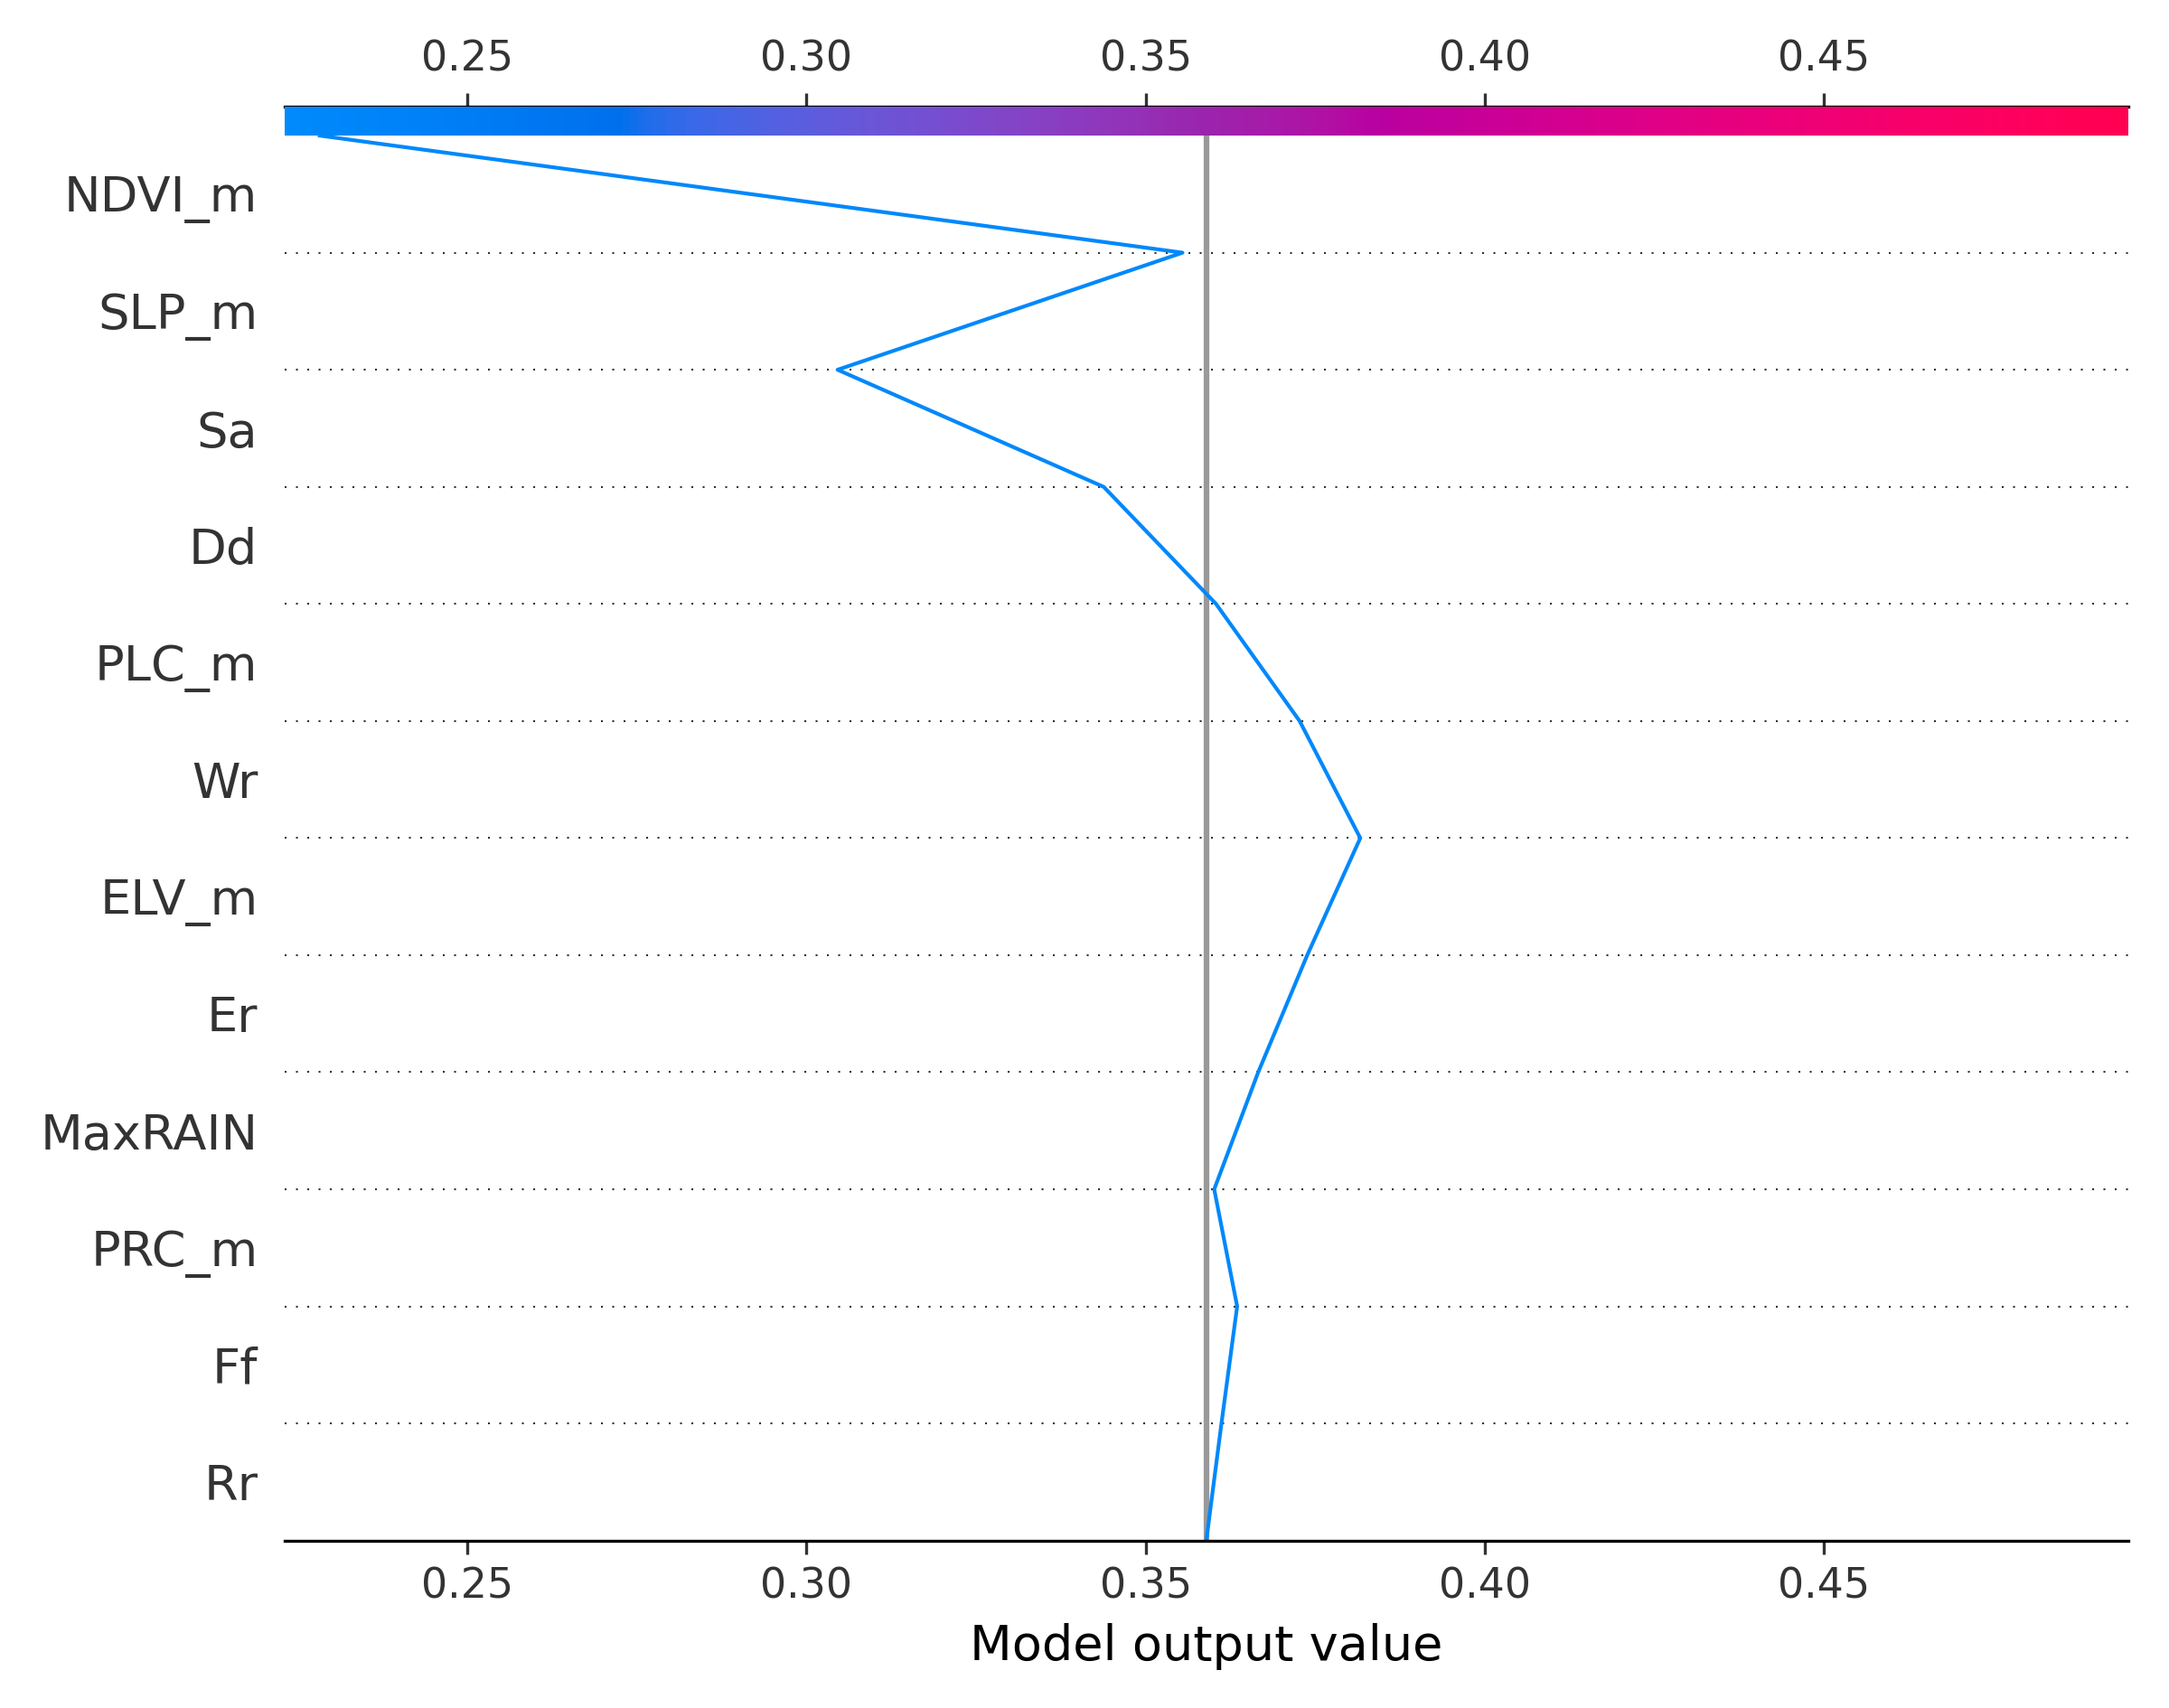 0.25 0.30 0.35 0.40 0.45
NDVI_m
SLP_m
Sa
Dd
PLC_m
Wr
ELV_m
Er
MaxRAIN
PRC_m
Ff
Rr
0.25 0.30 0.35 0.40 0.45
Model output value